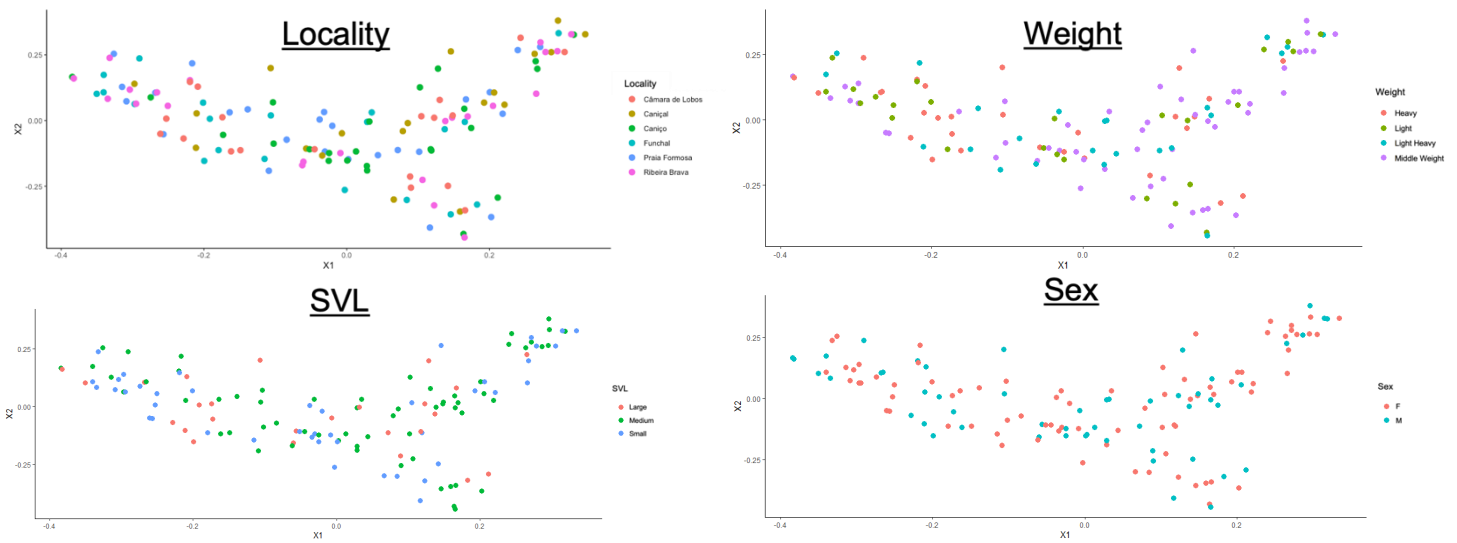 Locality
0.25
0.00
-0.25
X2
-0.4
-0.2
0.0
0.2
X1
Locality
Câmara de Lobos
Caniçal
Caniço
Funchal
Praia Formosa
Ribeira Brava
Weight
0.25
0.00
-0.25
X2
-0.4
-0.2
0.0
0.2
X1
Weight
Heavy
Light
Light Heavy
Middle Weight
SVL
0.25
0.00
-0.25
X2
-0.4
-0.2
0.0
0.2
X1
SVL
Large
Medium
Small
Sex
0.25
0.00
-0.25
X2
-0.4
-0.2
0.0
0.2
X1
Sex
F
M